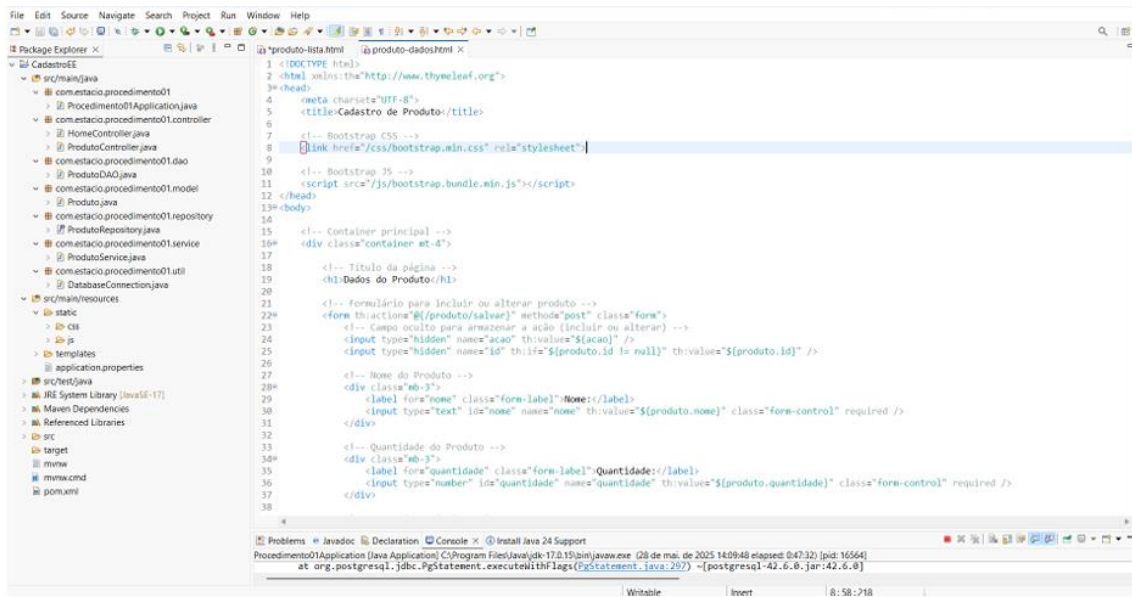 File Edit Source Navigate Search Project Run Window Help
Package Explorer ×
*produto-lista.html produto-dados.html ×
CadastroEE
src/main/java
com.estacio.procedimento01
Procedimento01Application.java
com.estacio.procedimento01.controller
HomeController.java
ProdutoController.java
com.estacio.procedimento01.dao
ProdutoDAO.java
com.estacio.procedimento01.model
Produto.java
com.estacio.procedimento01.repository
ProdutoRepository.java
com.estacio.procedimento01.service
ProdutoService.java
com.estacio.procedimento01.util
DatabaseConnection.java
src/main/resources
static
css
js
templates
application.properties
src/test/java
JRE System Library [JavaSE-17]
Maven Dependencies
Referenced Libraries
src
target
mvnw
mvnw.cmd
pom.xml
1 <!DOCTYPE html>
2 <html xmlns:th="http://www.thymeleaf.org">
3 <head>
4 <meta charset="UTF-8">
5 <title>Cadastro de Produto</title>
6
7 <!-- Bootstrap CSS -->
8 <link href="/css/bootstrap.min.css" rel="stylesheet">
9
10 <!-- Bootstrap JS -->
11 <script src="/js/bootstrap.bundle.min.js"></script>
12 </head>
13 <body>
14
15 <!-- Container principal -->
16 <div class="container mt-4">
17
18 <!-- Título da página -->
19 <h1>Dados do Produto</h1>
20
21 <!-- Formulário para incluir ou alterar produto -->
22 <form th:action="@{/produto/salvar}" method="post" class="form">
23 <!-- Campo oculto para armazenar a ação (incluir ou alterar) -->
24 <input type="hidden" name="acao" th:value="${acao}" />
25 <input type="hidden" name="id" th:if="${produto.id != null}" th:value="${produto.id}" />
26
27 <!-- Nome do Produto -->
28 <div class="mb-3">
29 <label for="nome" class="form-label">Nome:</label>
30 <input type="text" id="nome" name="nome" th:value="${produto.nome}" class="form-control" required />
31 </div>
32
33 <!-- Quantidade do Produto -->
34 <div class="mb-3">
35 <label for="quantidade" class="form-label">Quantidade:</label>
36 <input type="number" id="quantidade" name="quantidade" th:value="${produto.quantidade}" class="form-control" required />
37 </div>
38
Problems Javadoc Declaration Console × Install Java 24 Support
Procedimento01Application [Java Application] C:\Program Files\Java\jdk-17.0.15\bin\javaw.exe (28 de mai. de 2025 14:09:48 elapsed: 0:47:32) [pid: 16564]
at org.postgresql.jdbc.PgStatement.executeWithFlags(PgStatement.java:297) ~[postgresql-42.6.0.jar:42.6.0]
Writable Insert 8:58:218